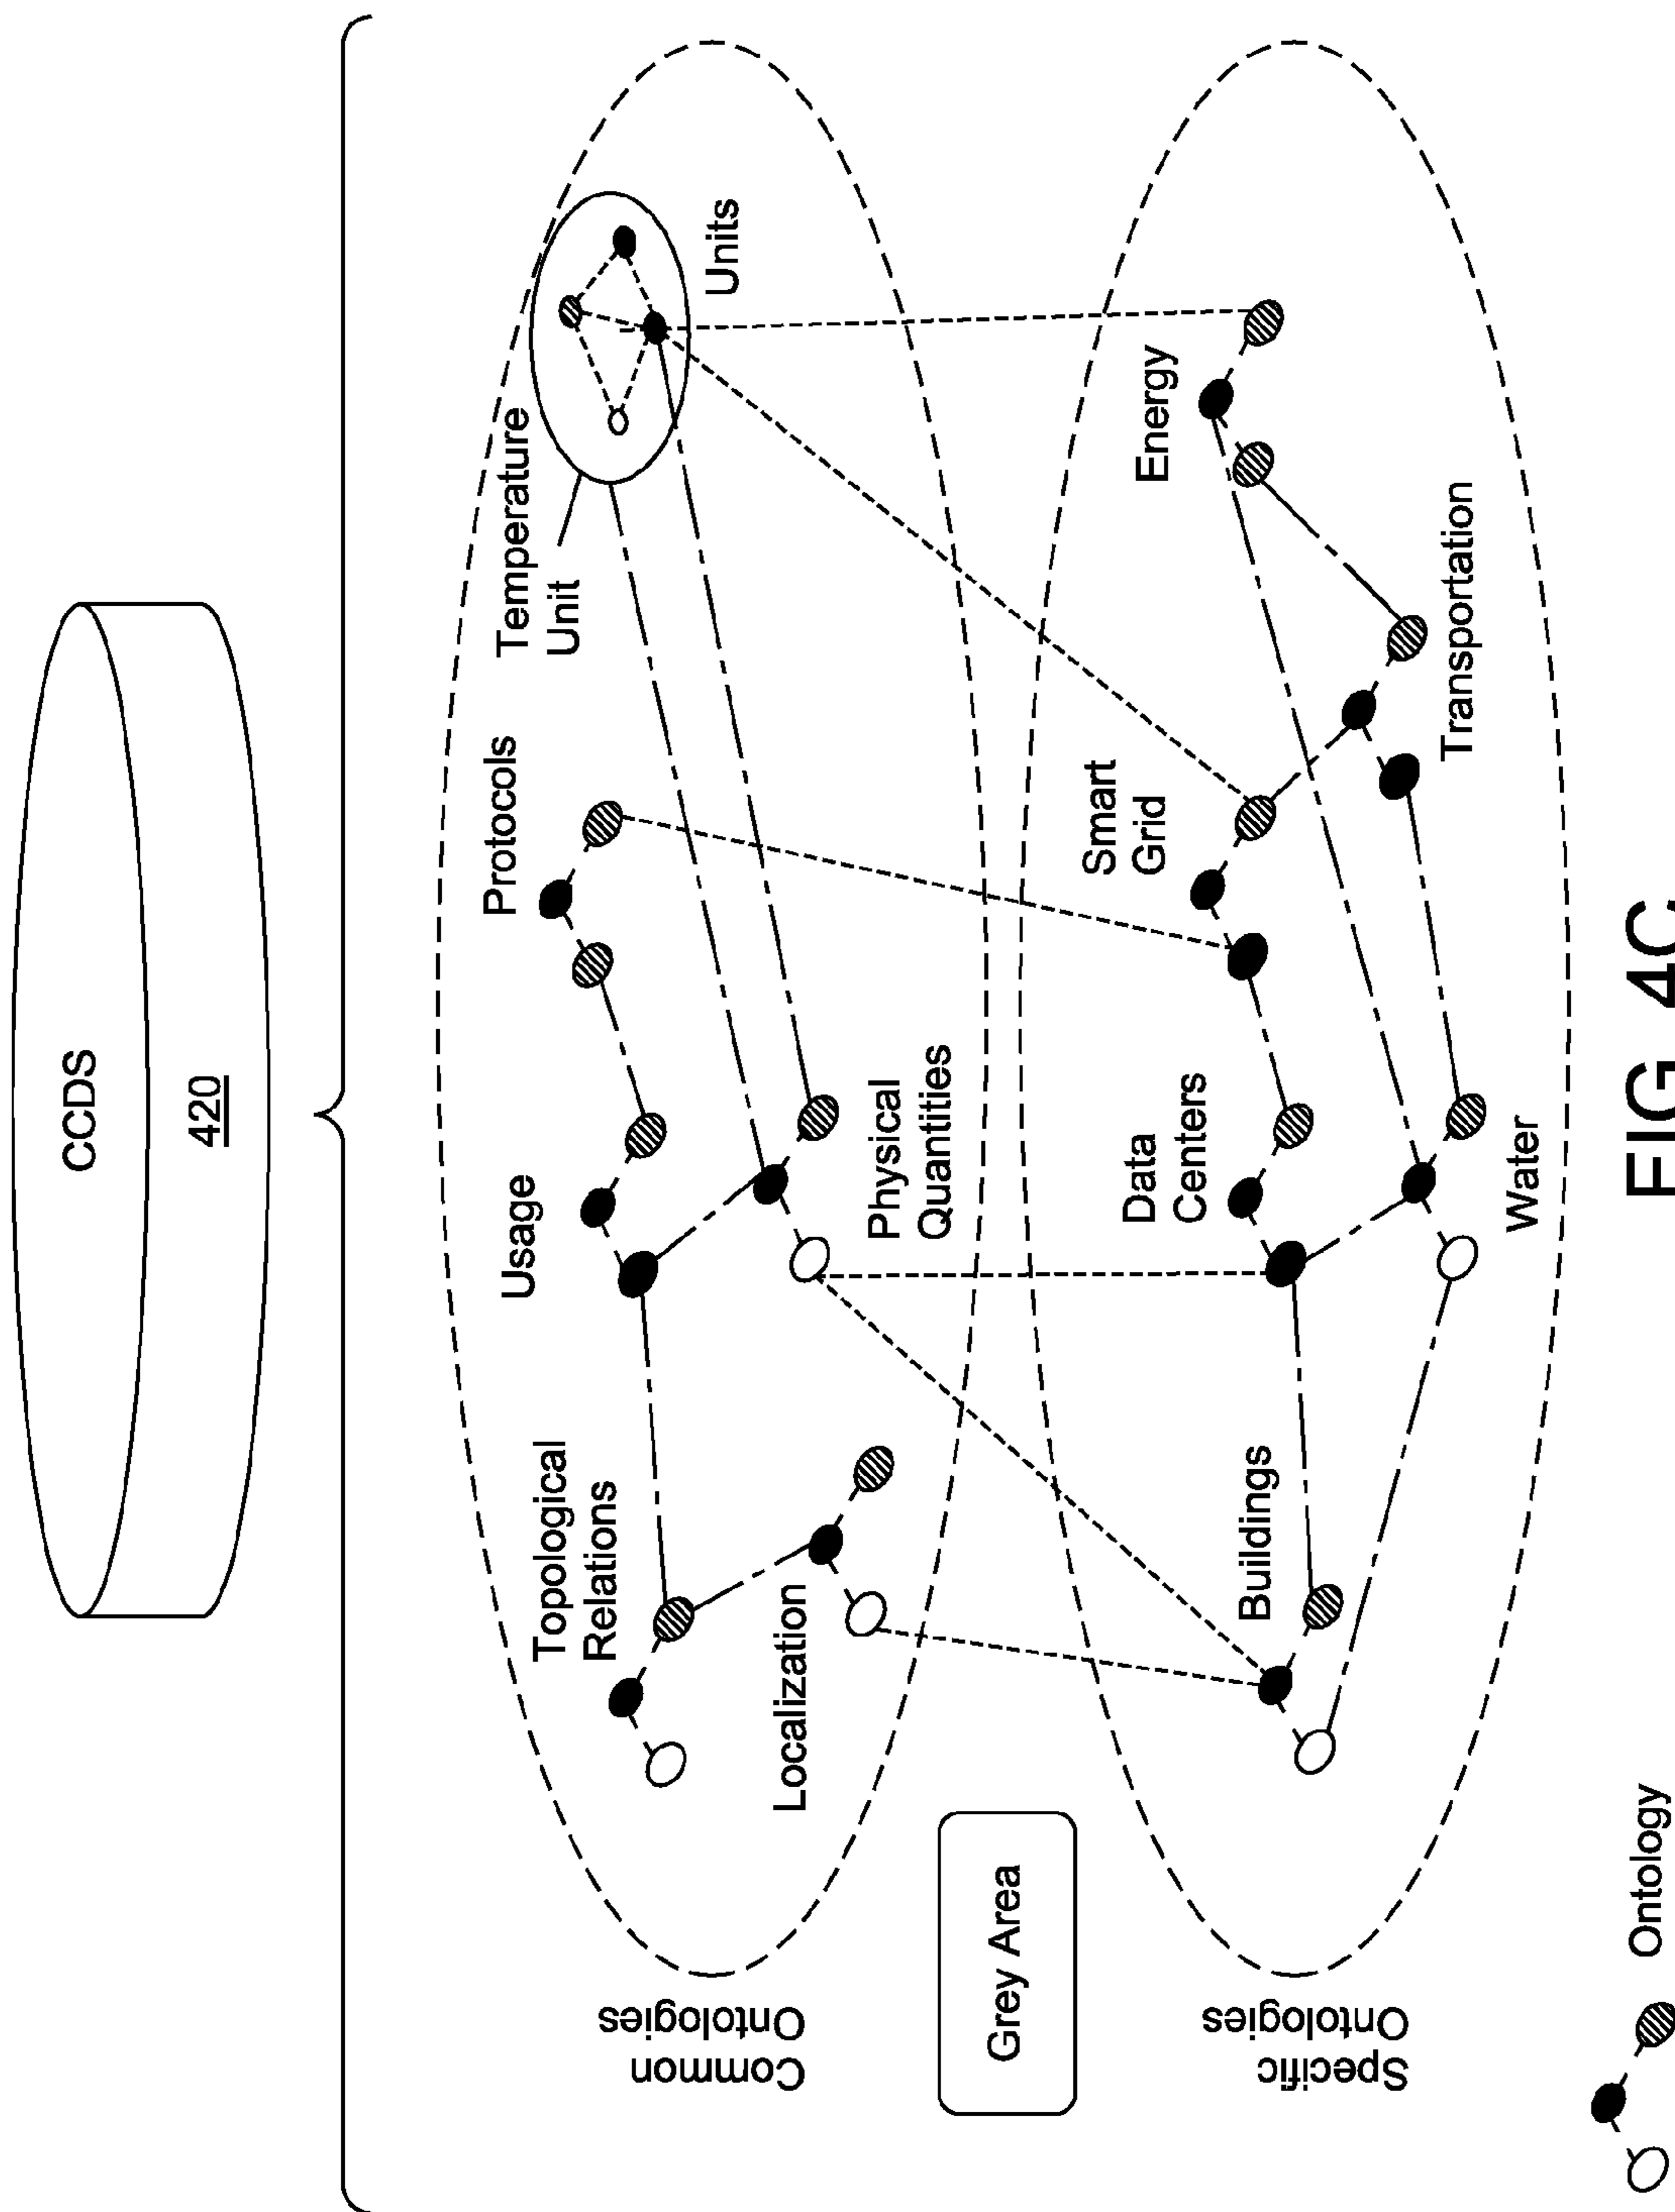 CCDS
420
Common
Ontologies
Topological
Relations
Usage
Protocols
Temperature
Unit
Units
Localization
Physical
Quantities
Grey Area
Specific
Ontologies
Buildings
Data
Centers
Smart
Grid
Energy
Water
Transportation
Ontology
FIG. 4C